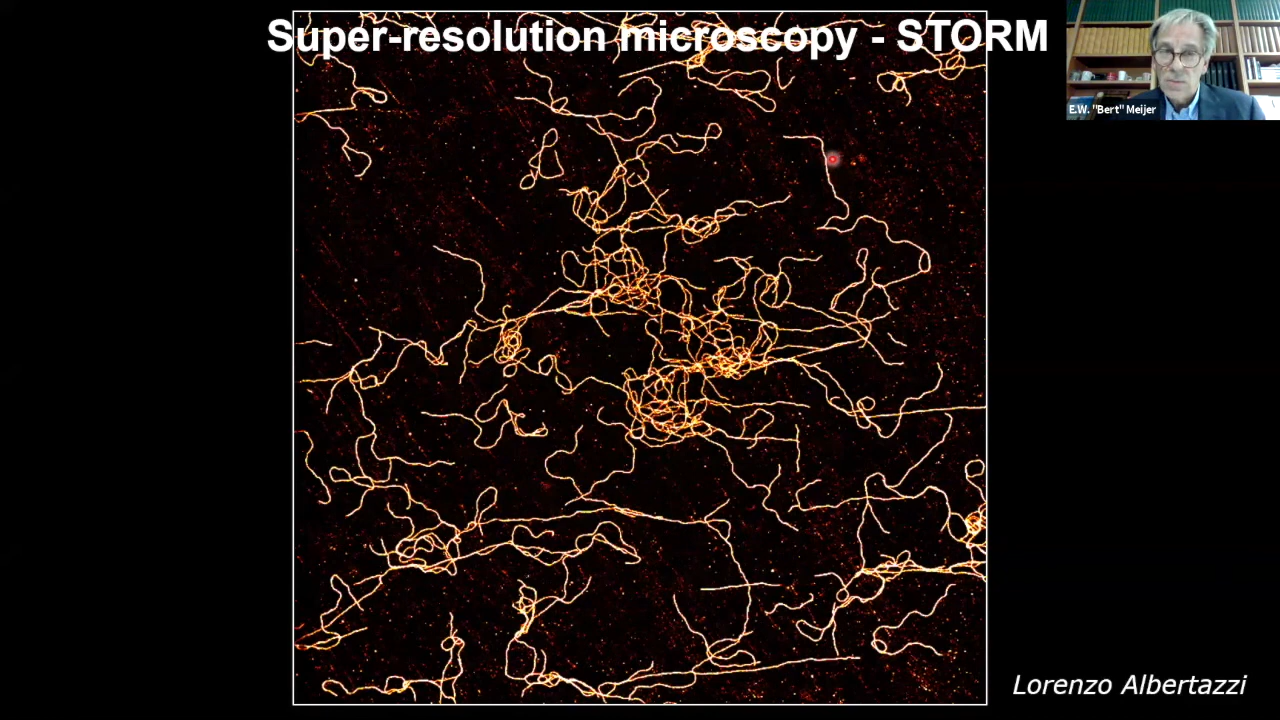 Super-resolution microscopy - STORM
E.W. "Bert" Meijer
Lorenzo Albertazzi